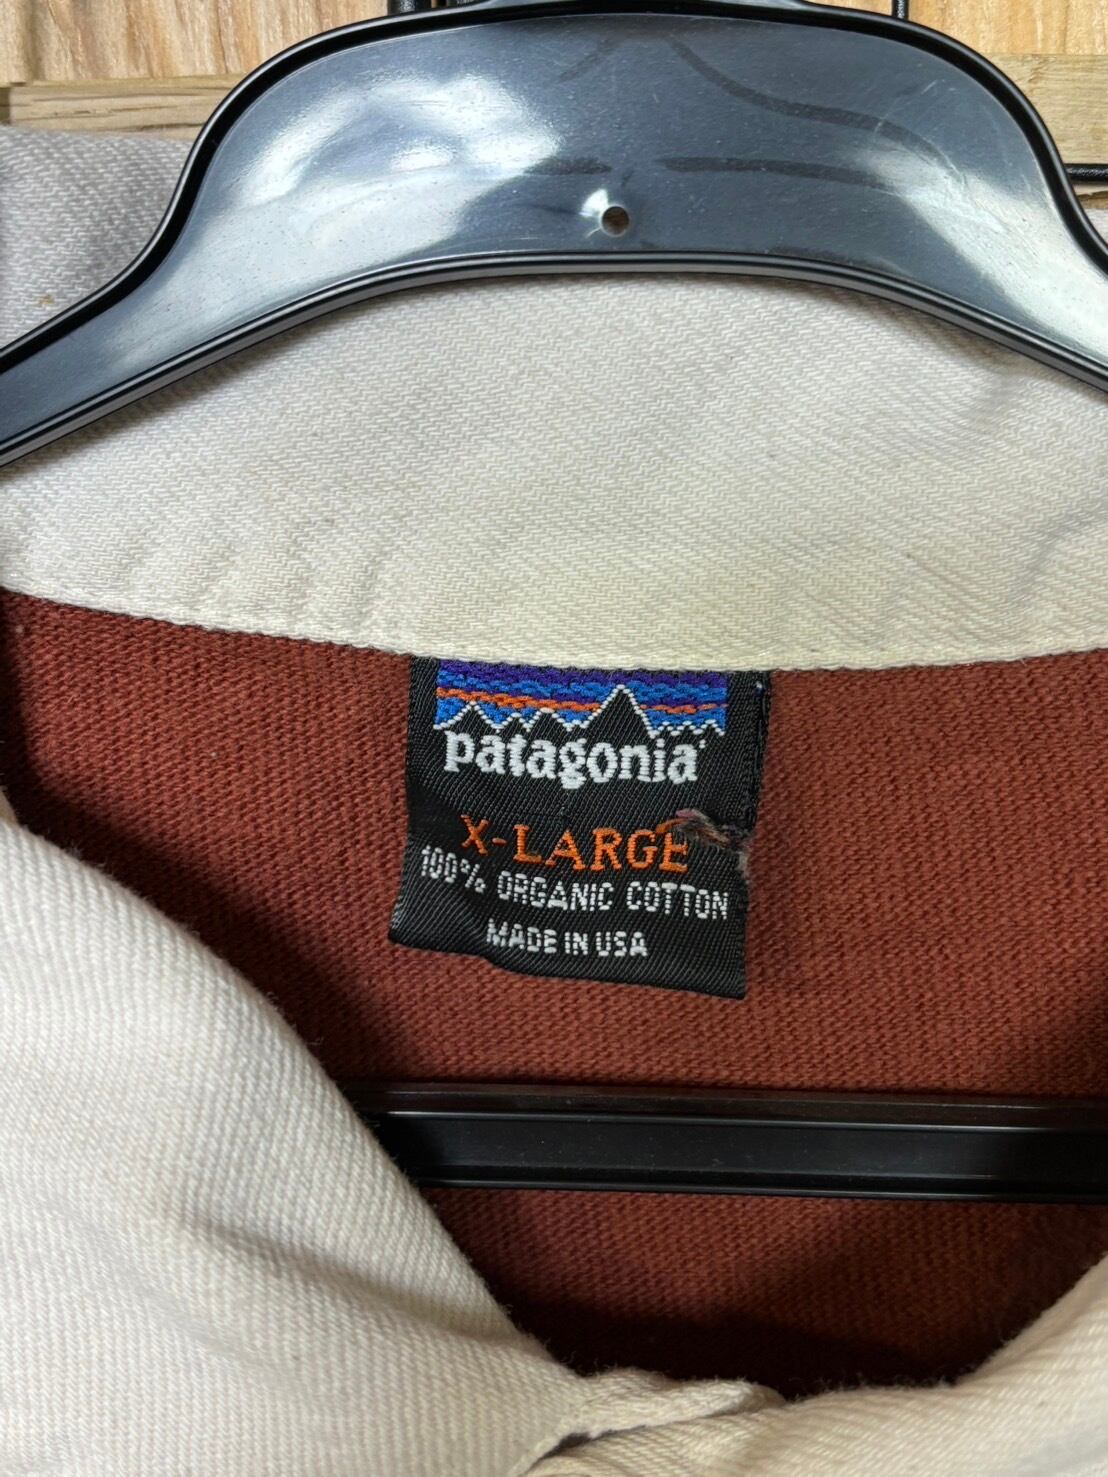 patagonia
X-LARGE
100% ORGANIC COTTON
MADE IN USA